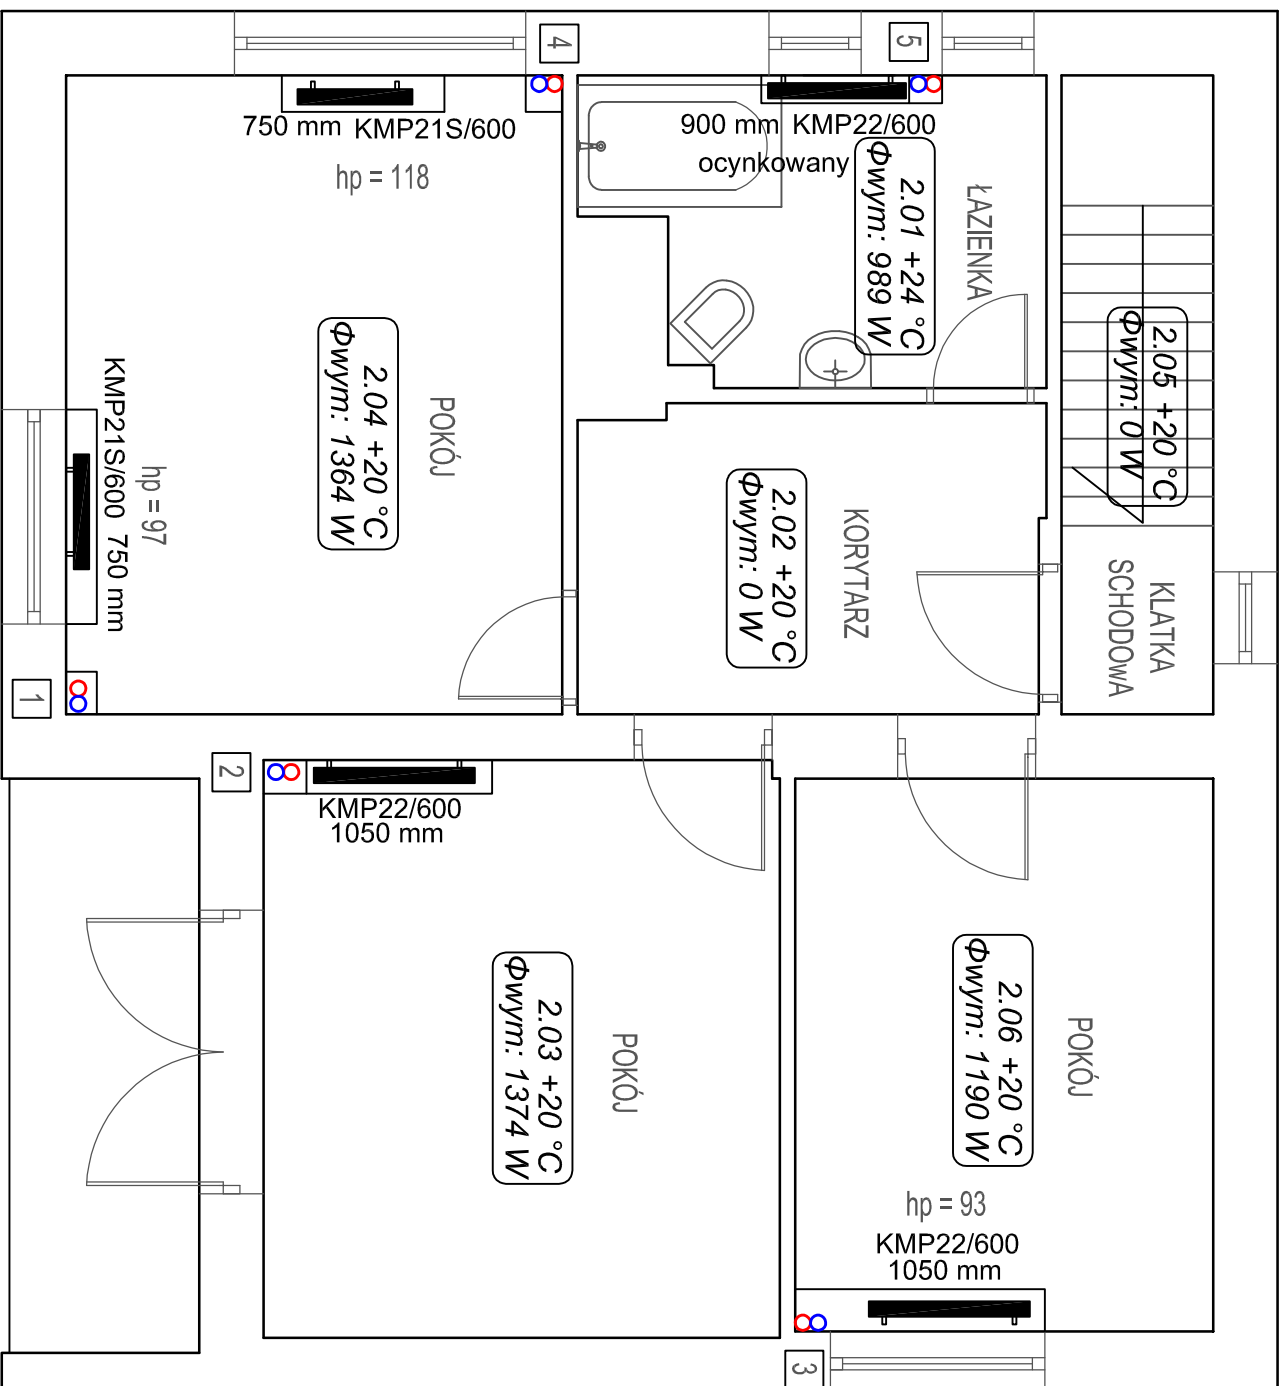 4
5
750 mm KMP21S/600
hp = 118
900 mm KMP22/600
ocynkowany
2.01 +24 °C
Φwym: 989 W
ŁAZIENKA
2.05 +20 °C
Φwym: 0 W
KLATKA
SCHODOwA
2.04 +20 °C
Φwym: 1364 W
POKÓJ
KMP21S/600 750 mm
hp = 97
2.02 +20 °C
Φwym: 0 W
KORYTARZ
1
2
KMP22/600
1050 mm
2.03 +20 °C
Φwym: 1374 W
POKÓJ
2.06 +20 °C
Φwym: 1190 W
POKÓJ
hp = 93
KMP22/600
1050 mm
3